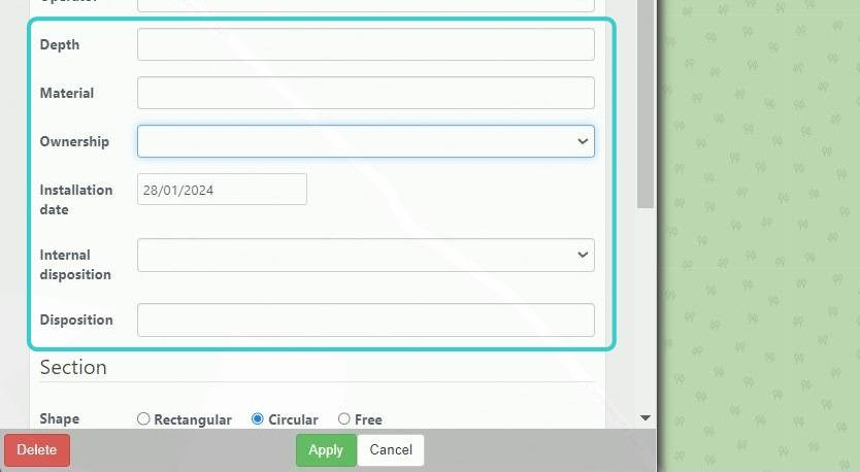 Operator
Depth
Material
Ownership
Installation
date
28/01/2024
Internal
disposition
Disposition
Section
Shape
Rectangular
Circular
Free
Delete
Apply
Cancel